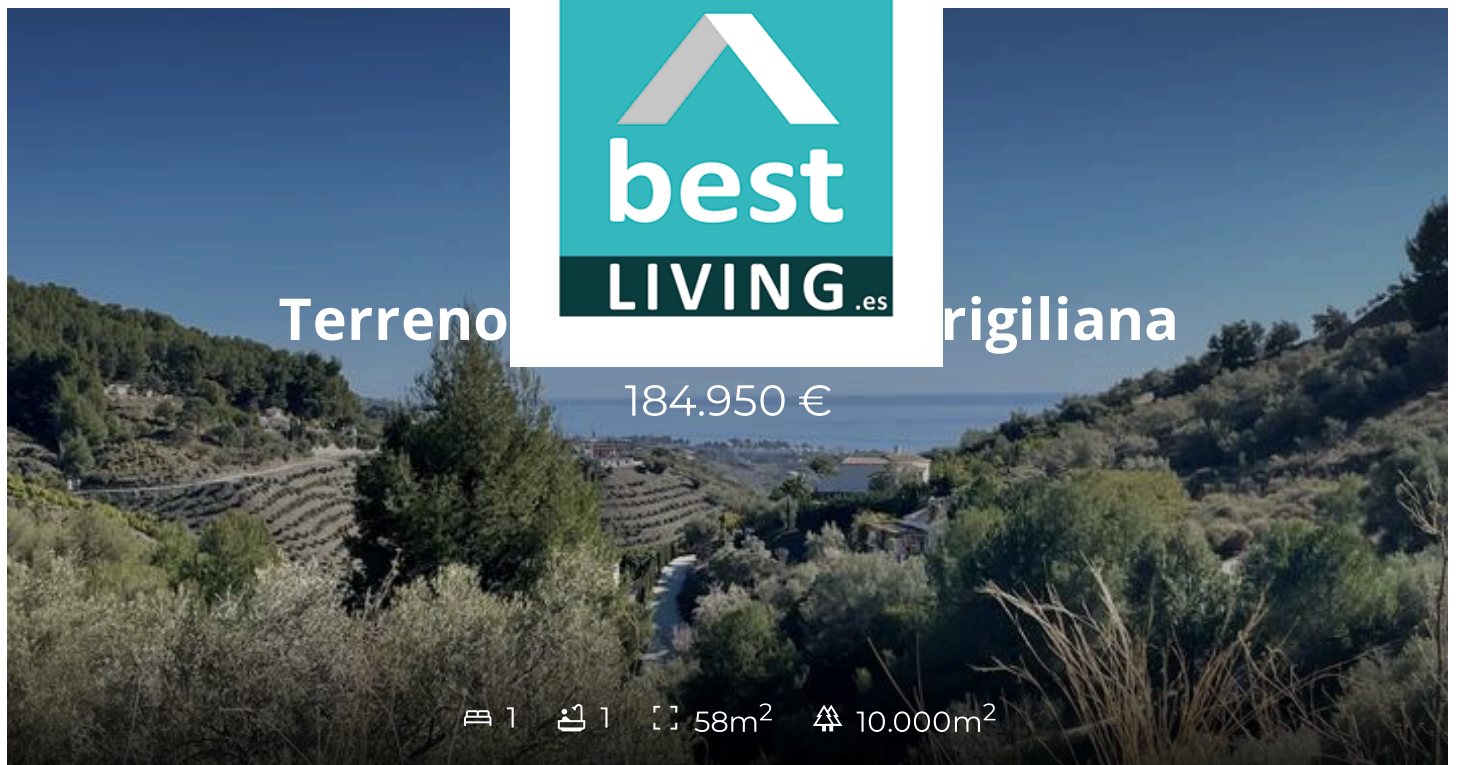 best
LIVING.es
Terreno rigiliana
184.950 €
1 1 58m² 10.000m²